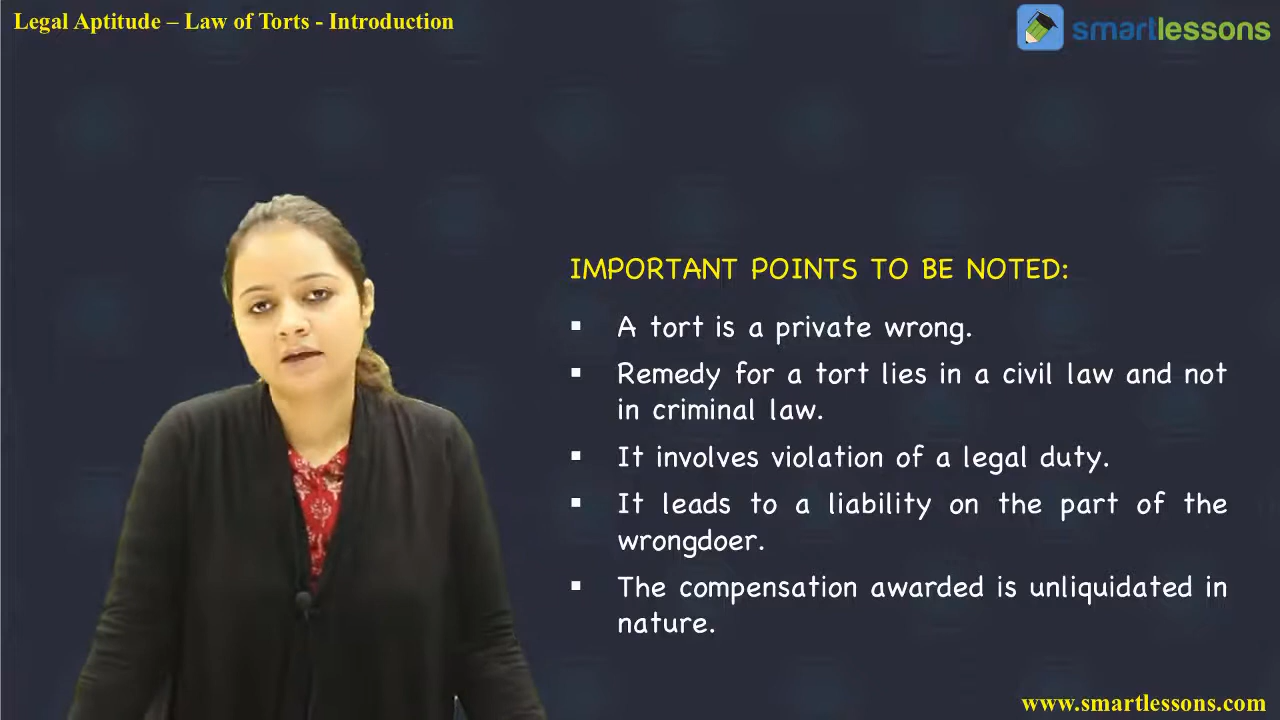 Legal Aptitude – Law of Torts - Introduction
smartlessons
IMPORTANT POINTS TO BE NOTED:
▪ A tort is a private wrong.
▪ Remedy for a tort lies in a civil law and not
in criminal law.
▪ It involves violation of a legal duty.
▪ It leads to a liability on the part of the
wrongdoer.
▪ The compensation awarded is unliquidated in
nature.
www.smartlessons.com